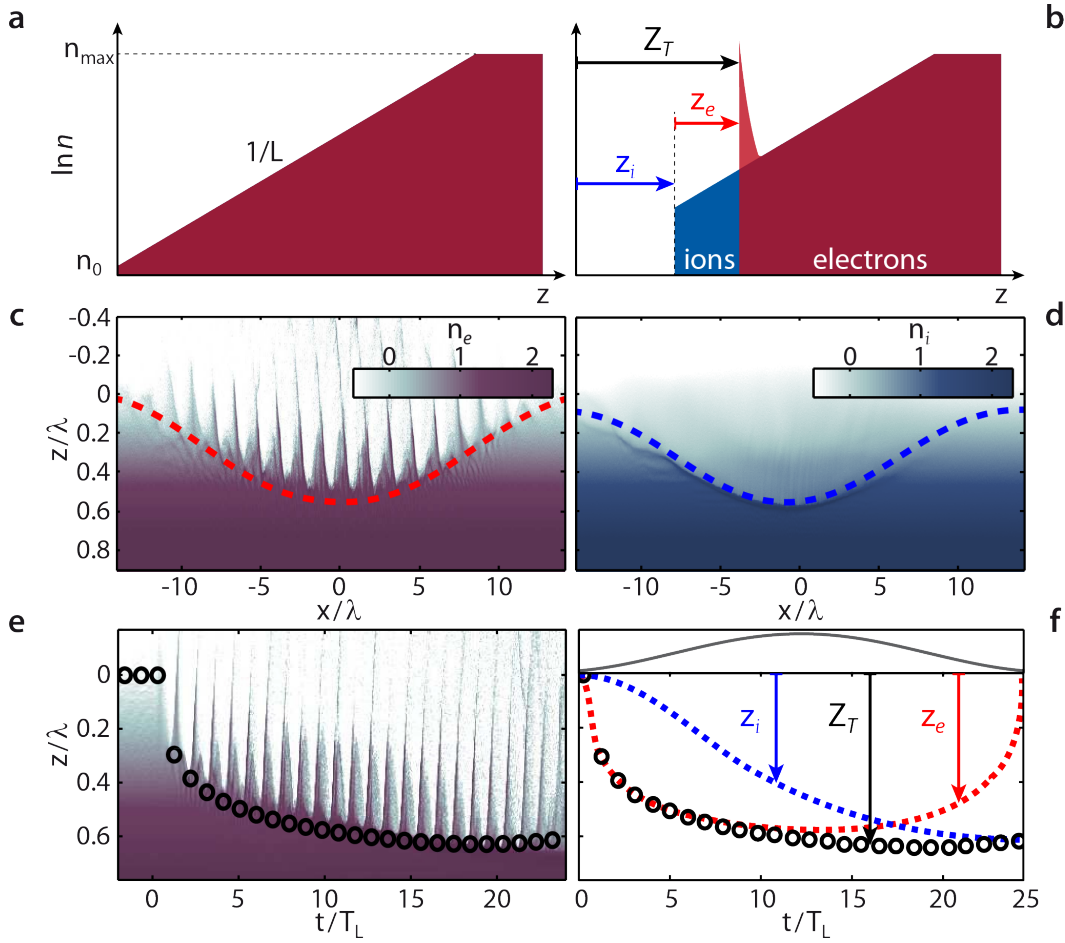 a
n_max
1/L
ln n
n_0
z
b
Z_T
z_e
z_i
ions
electrons
z
c
n_e
0 1 2
-0.4
-0.2
0
0.2
0.4
0.6
0.8
z/λ
-10 -5 0 5 10
x/λ
d
n_i
0 1 2
-10 -5 0 5 10
x/λ
e
0
0.2
0.4
0.6
z/λ
0 5 10 15 20
t/T_L
f
z_i
Z_T
z_e
0 5 10 15 20 25
t/T_L